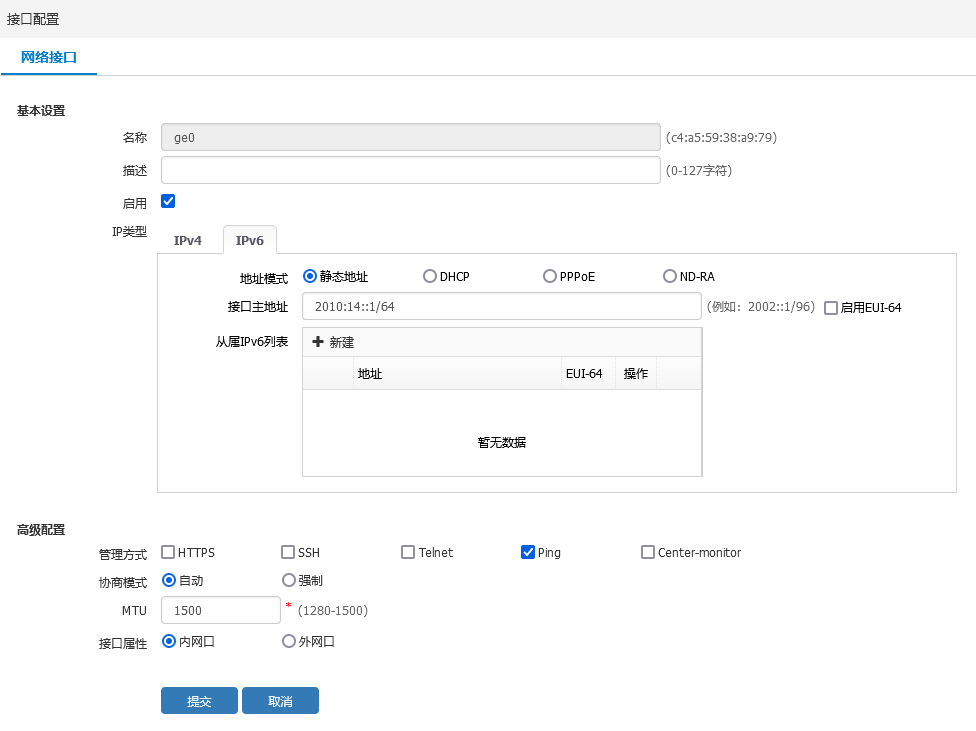 接口配置
网络接口
基本设置
名称 ge0 (c4:a5:59:38:a9:79)
描述 (0-127字符)
启用
IP类型 IPv4 IPv6
地址模式 静态地址 DHCP PPPoE ND-RA
接口主地址 2010:14::1/64 (例如：2002::1/96) 启用EUI-64
从属IPv6列表 新建
地址 EUI-64 操作
暂无数据
高级配置
管理方式 HTTPS SSH Telnet Ping Center-monitor
协商模式 自动 强制
MTU 1500 * (1280-1500)
接口属性 内网口 外网口
提交 取消